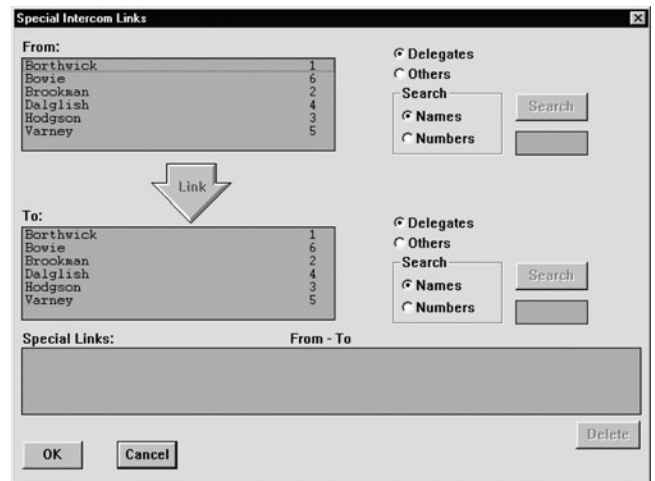 Special Intercom Links
From:
Borthwick 1
Bowie 6
Brookman 2
Dalglish 4
Hodgson 3
Varney 5
Delegates
Others
Search
Names
Numbers
Search
Link
To:
Borthwick 1
Bowie 6
Brookman 2
Dalglish 4
Hodgson 3
Varney 5
Delegates
Others
Search
Names
Numbers
Search
Special Links: From - To
Delete
OK Cancel